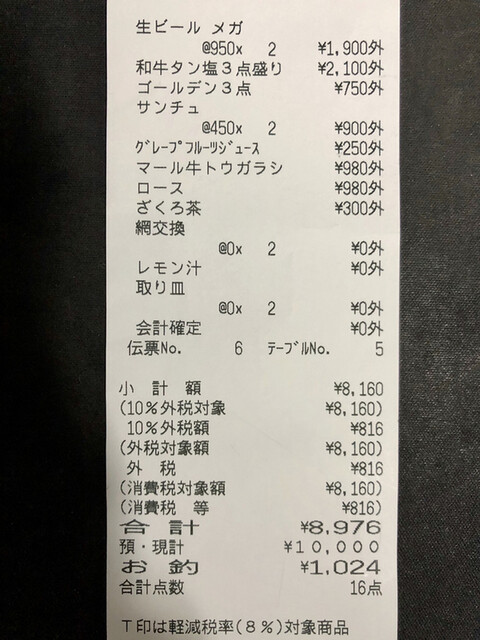 生ビール メガ
@950x 2 ¥1,900外
和牛タン塩3点盛り ¥2,100外
ゴールデン3点 ¥750外
サンチュ
@450x 2 ¥900外
ｸﾞﾚｰﾌﾟﾌﾙｰﾂｼﾞｭｰｽ ¥250外
マール牛トウガラシ ¥980外
ロース ¥980外
ざくろ茶 ¥300外
網交換
@0x 2 ¥0外
レモン汁 ¥0外
取り皿
@0x 2 ¥0外
会計確定 ¥0外
伝票No. 6 ﾃｰﾌﾞﾙNo. 5
小 計 額 ¥8,160
(10%外税対象 ¥8,160)
10%外税額 ¥816
(外税対象額 ¥8,160)
外 税 ¥816
(消費税対象額 ¥8,160)
(消費税 等 ¥816)
合計 ¥8,976
預・現計 ¥10,000
お釣 ¥1,024
合計点数 16点
T印は軽減税率(8%)対象商品